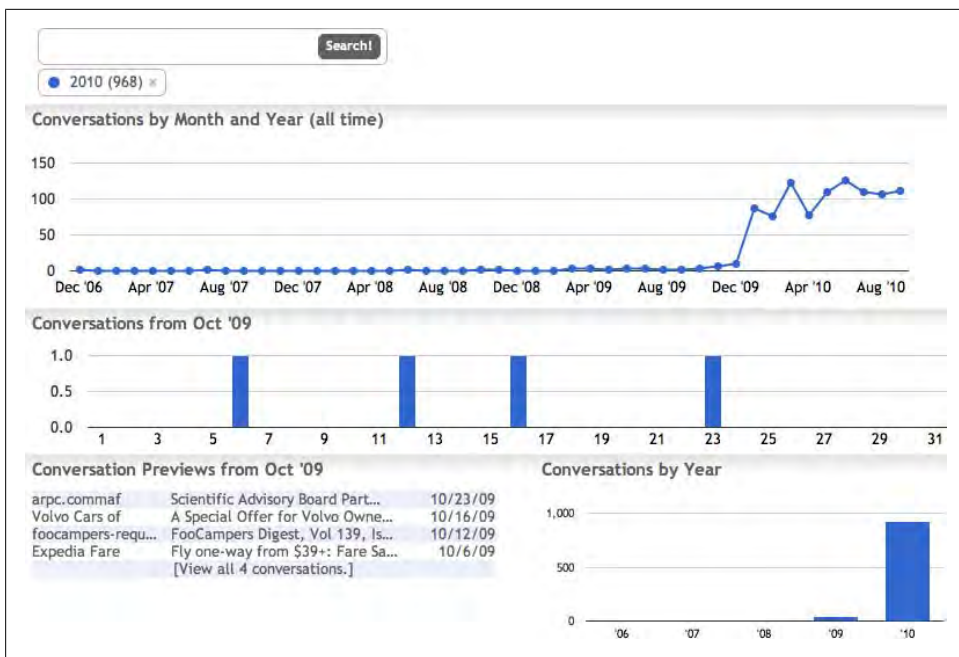 Search!
2010 (968) ×
Conversations by Month and Year (all time)
150
100
50
0
Dec '06 Apr '07 Aug '07 Dec '07 Apr '08 Aug '08 Dec '08 Apr '09 Aug '09 Dec '09 Apr '10 Aug '10
Conversations from Oct '09
1.0
0.5
0.0
1 3 5 7 9 11 13 15 17 19 21 23 25 27 29 31
Conversation Previews from Oct '09
arpc.commaf Scientific Advisory Board Part... 10/23/09
Volvo Cars of A Special Offer for Volvo Owne... 10/16/09
foocampers-requ... FooCampers Digest, Vol 139, Is... 10/12/09
Expedia Fare Fly one-way from $39+: Fare Sa... 10/6/09
[View all 4 conversations.]
Conversations by Year
1,000
500
0
'06 '07 '08 '09 '10